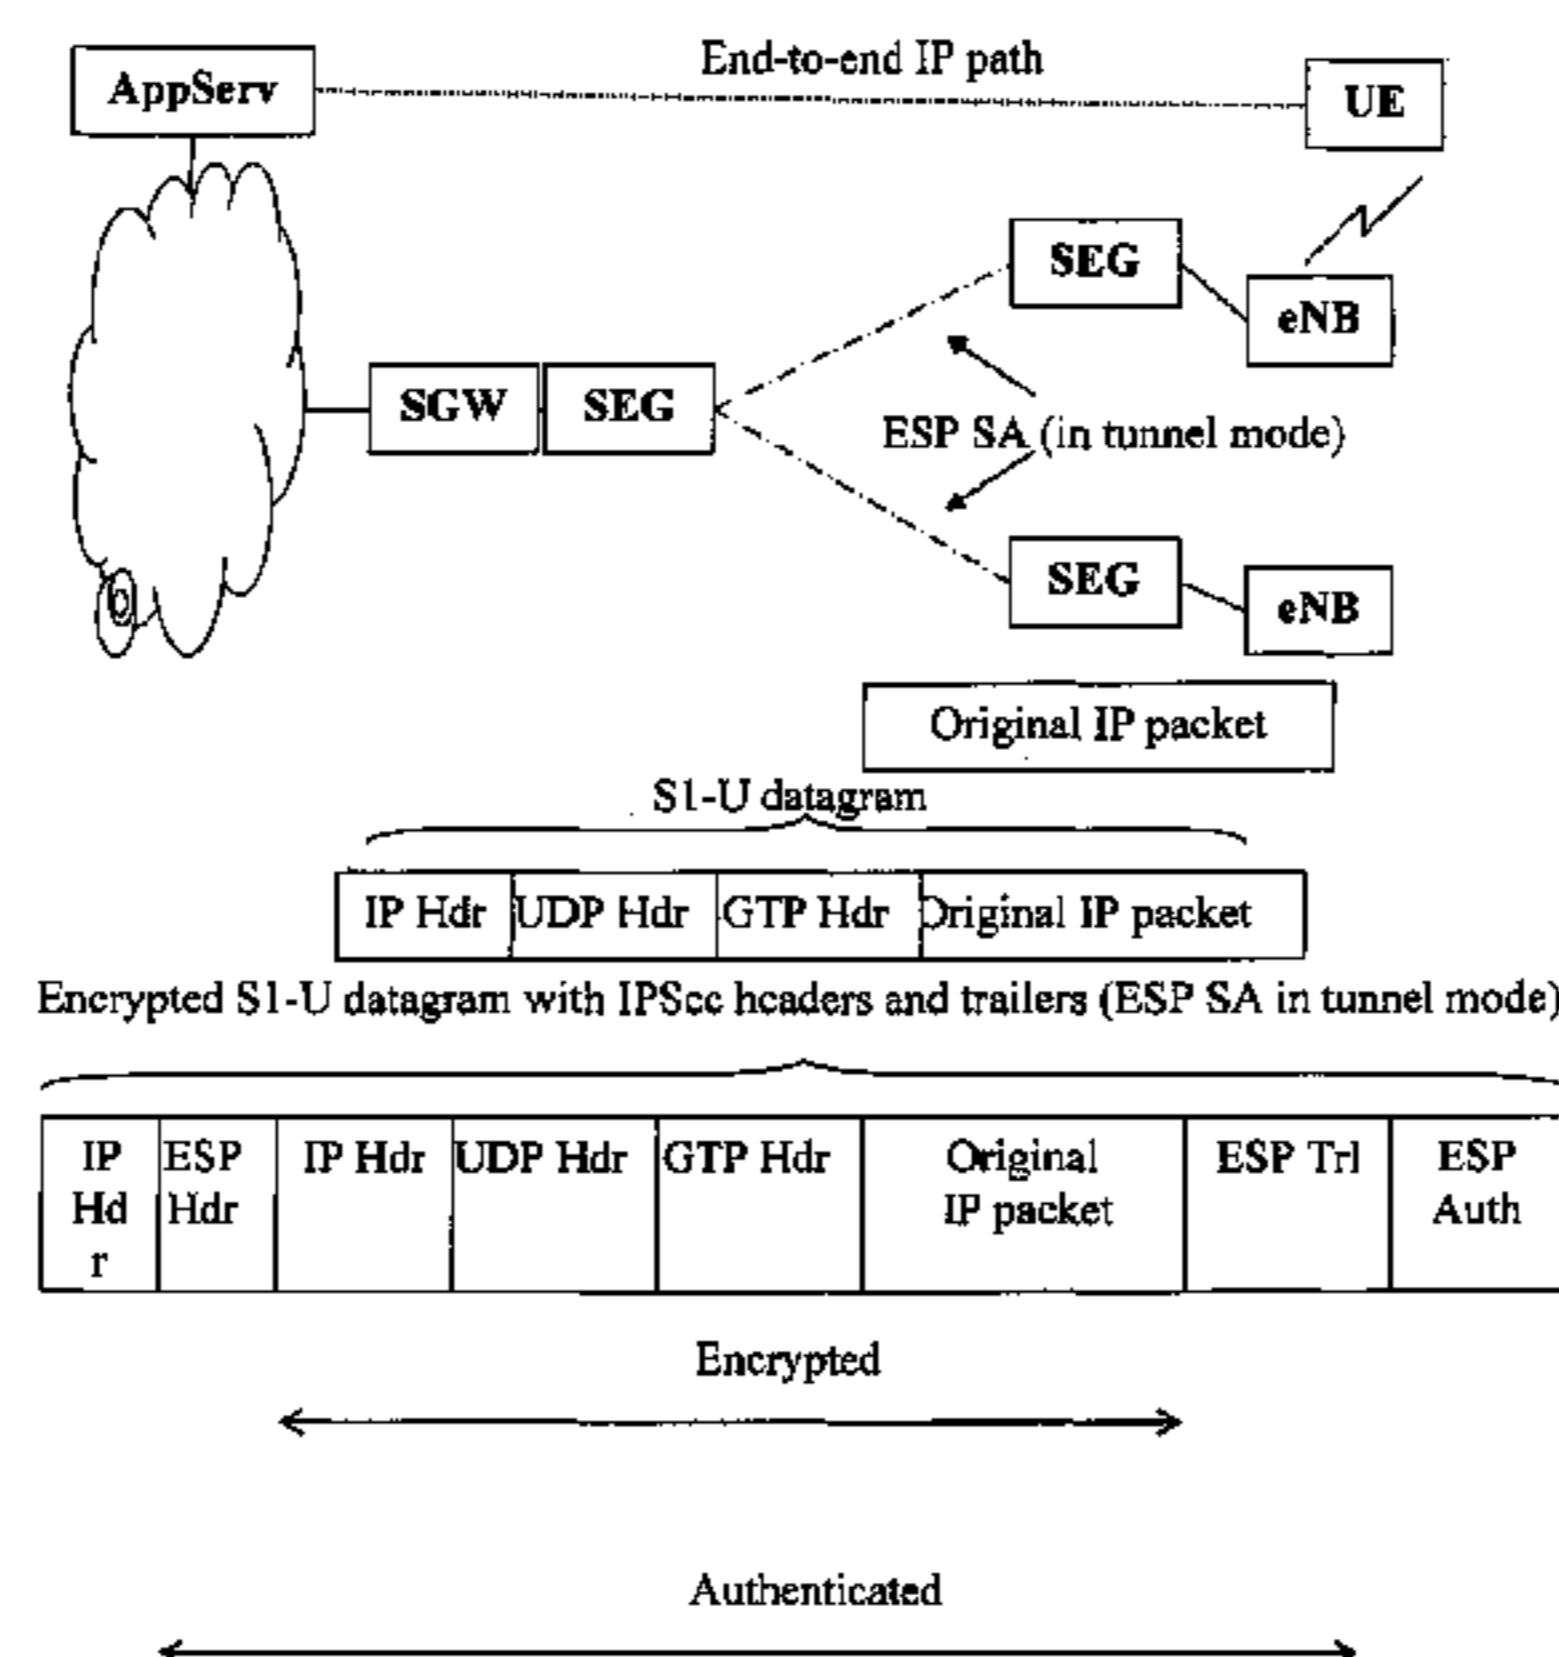 End-to-end IP path
AppServ
UE
SEG
eNB
SGW
SEG
ESP SA (in tunnel mode)
SEG
eNB
Original IP packet
S1-U datagram
IP Hdr UDP Hdr GTP Hdr Original IP packet
Encrypted S1-U datagram with IPSec headers and trailers (ESP SA in tunnel mode)
IP ESP IP Hdr UDP Hdr GTP Hdr Original ESP Trl ESP
Hd Hdr IP packet Auth
r
Encrypted
Authenticated